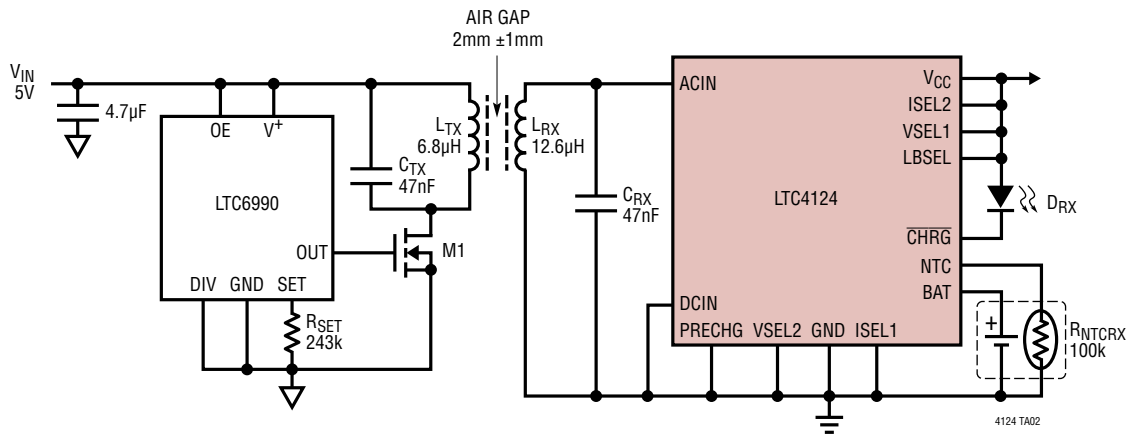 AIR GAP
2mm ±1mm
VIN
5V
4.7µF
OE
V+
LTC6990
OUT
DIV
GND
SET
RSET
243k
CTX
47nF
LTX
6.8µH
M1
LRX
12.6µH
CRX
47nF
ACIN
DCIN
PRECHG
VSEL2
GND
ISEL1
LTC4124
VCC
ISEL2
VSEL1
LBSEL
CHRG
NTC
BAT
DRX
+
RNTCRX
100k
4124 TA02